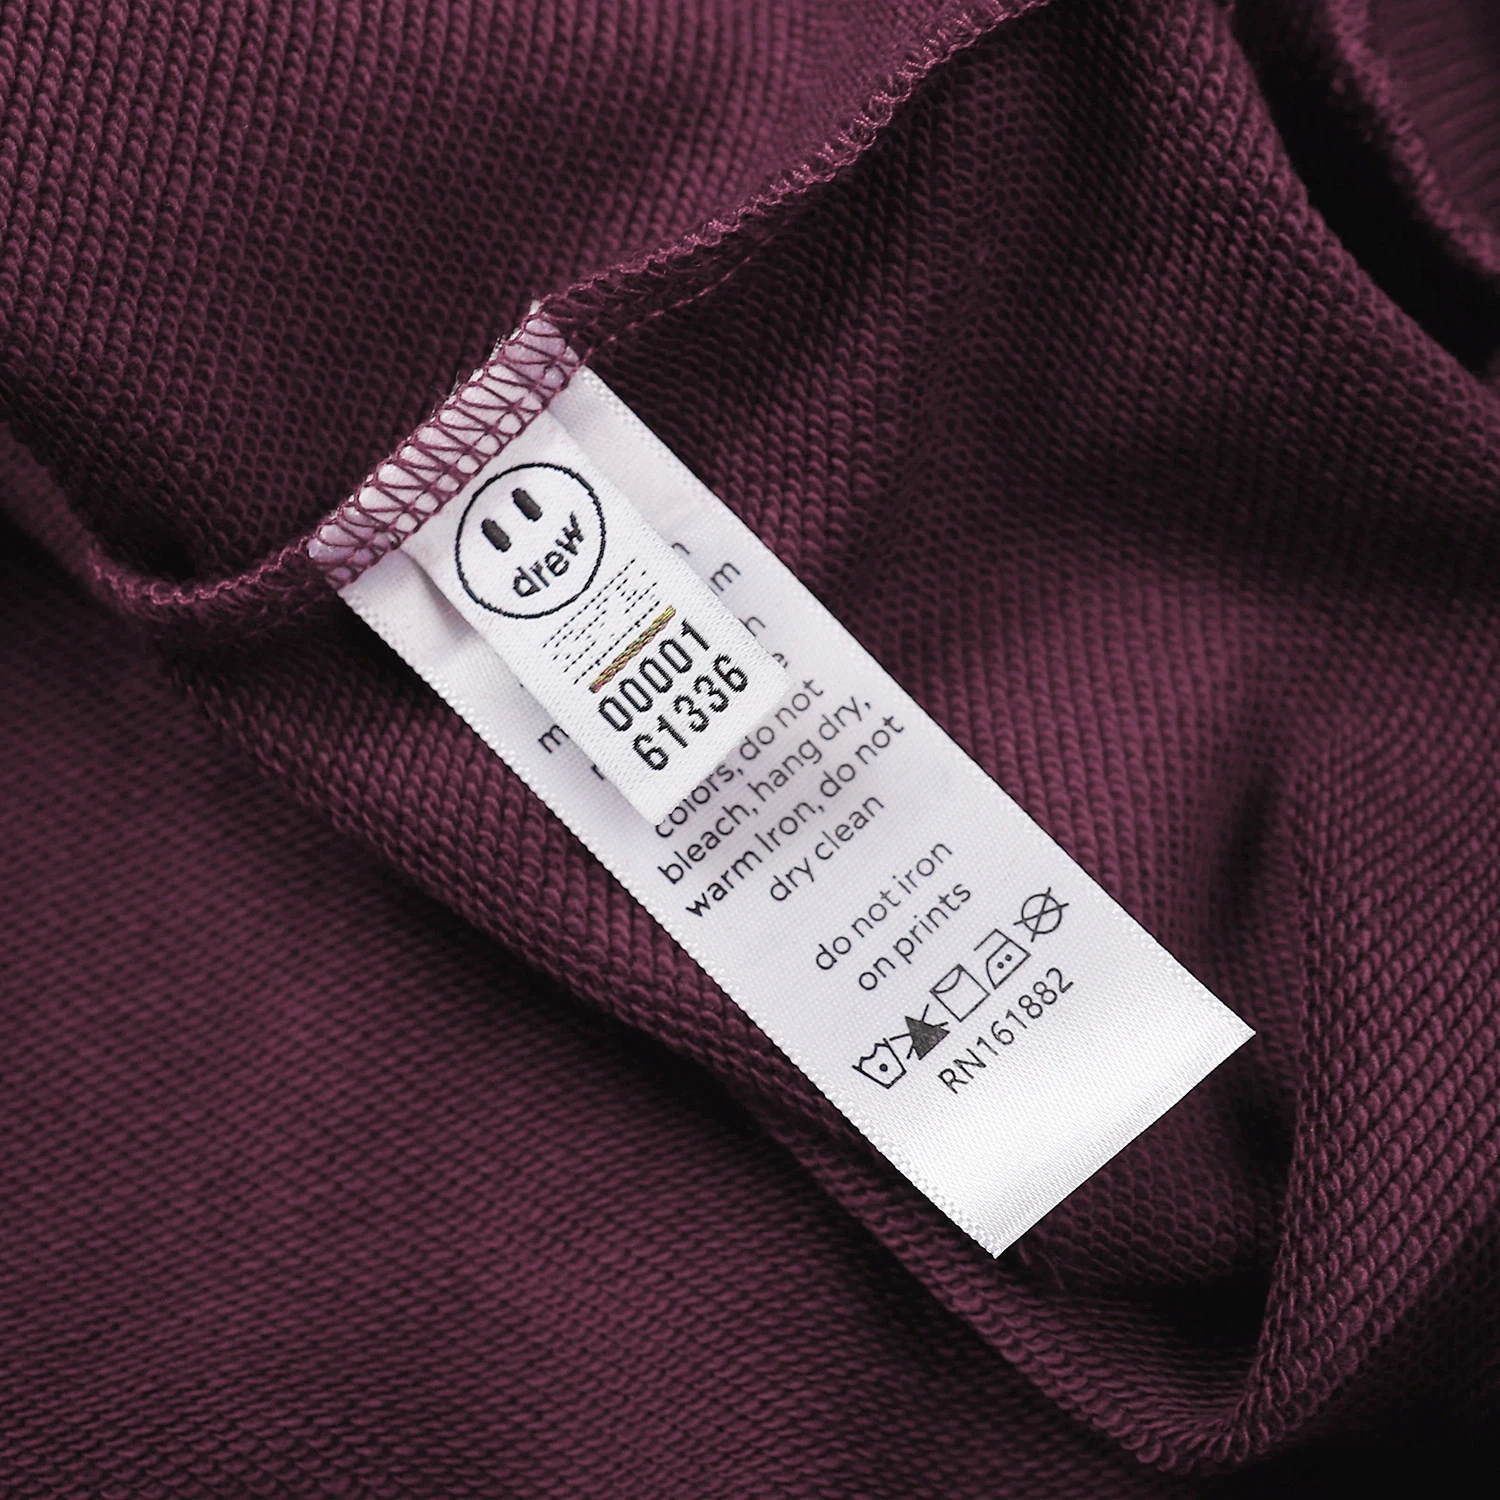 drew
00001
61336
colors, do not
bleach, hang dry,
warm Iron, do not
dry clean
do not iron
on prints
RN161882